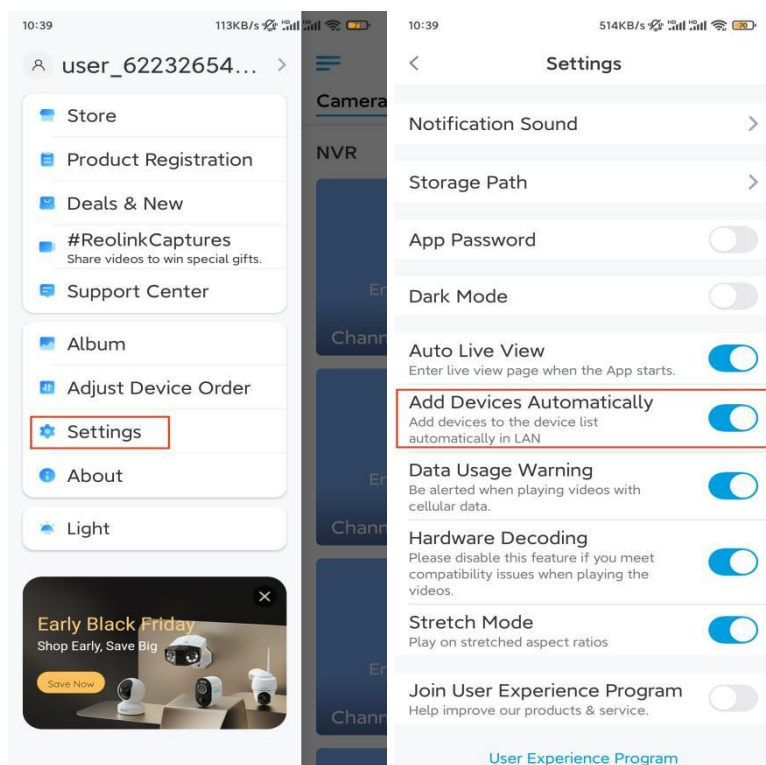 10:39
113KB/s
71
user_62232654...
Store
Product Registration
Deals & New
#ReolinkCaptures
Share videos to win special gifts.
Support Center
Album
Adjust Device Order
Settings
About
Light
Early Black Friday
Shop Early, Save Big
Save Now
Camera
NVR
Er
Chann
Er
Chann
Er
Chann
10:39
514KB/s
70
Settings
Notification Sound
Storage Path
App Password
Dark Mode
Auto Live View
Enter live view page when the App starts.
Add Devices Automatically
Add devices to the device list
automatically in LAN
Data Usage Warning
Be alerted when playing videos with
cellular data.
Hardware Decoding
Please disable this feature if you meet
compatibility issues when playing the
videos.
Stretch Mode
Play on stretched aspect ratios
Join User Experience Program
Help improve our products & service.
User Experience Program